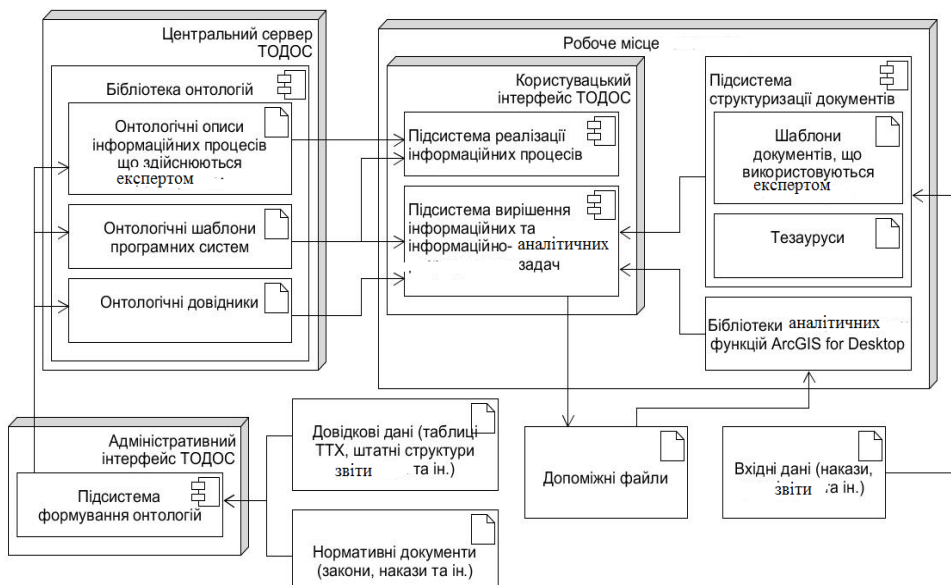 Центральний сервер
ТОДОС
Бібліотека онтологій
Онтологічні описи
інформаційних процесів
що здійснюються
експертом
Онтологічні шаблони
програмних систем
Онтологічні довідники
Робоче місце
Користувацький
інтерфейс ТОДОС
Підсистема реалізації
інформаційних процесів
Підсистема вирішення
інформаційних та
інформаційно- аналітичних
задач
Підсистема
структуризації документів
Шаблони
документів, що
використовуються
експертом
Тезауруси
Бібліотеки аналітичних
функцій ArcGIS for Desktop
Адміністративний
інтерфейс ТОДОС
Підсистема
формування онтологій
Довідкові дані (таблиці
ТТХ, штатні структури
звіти та ін.)
Нормативні документи
(закони, накази та ін.)
Допоміжні файли
Вхідні дані (накази,
звіти та ін.)